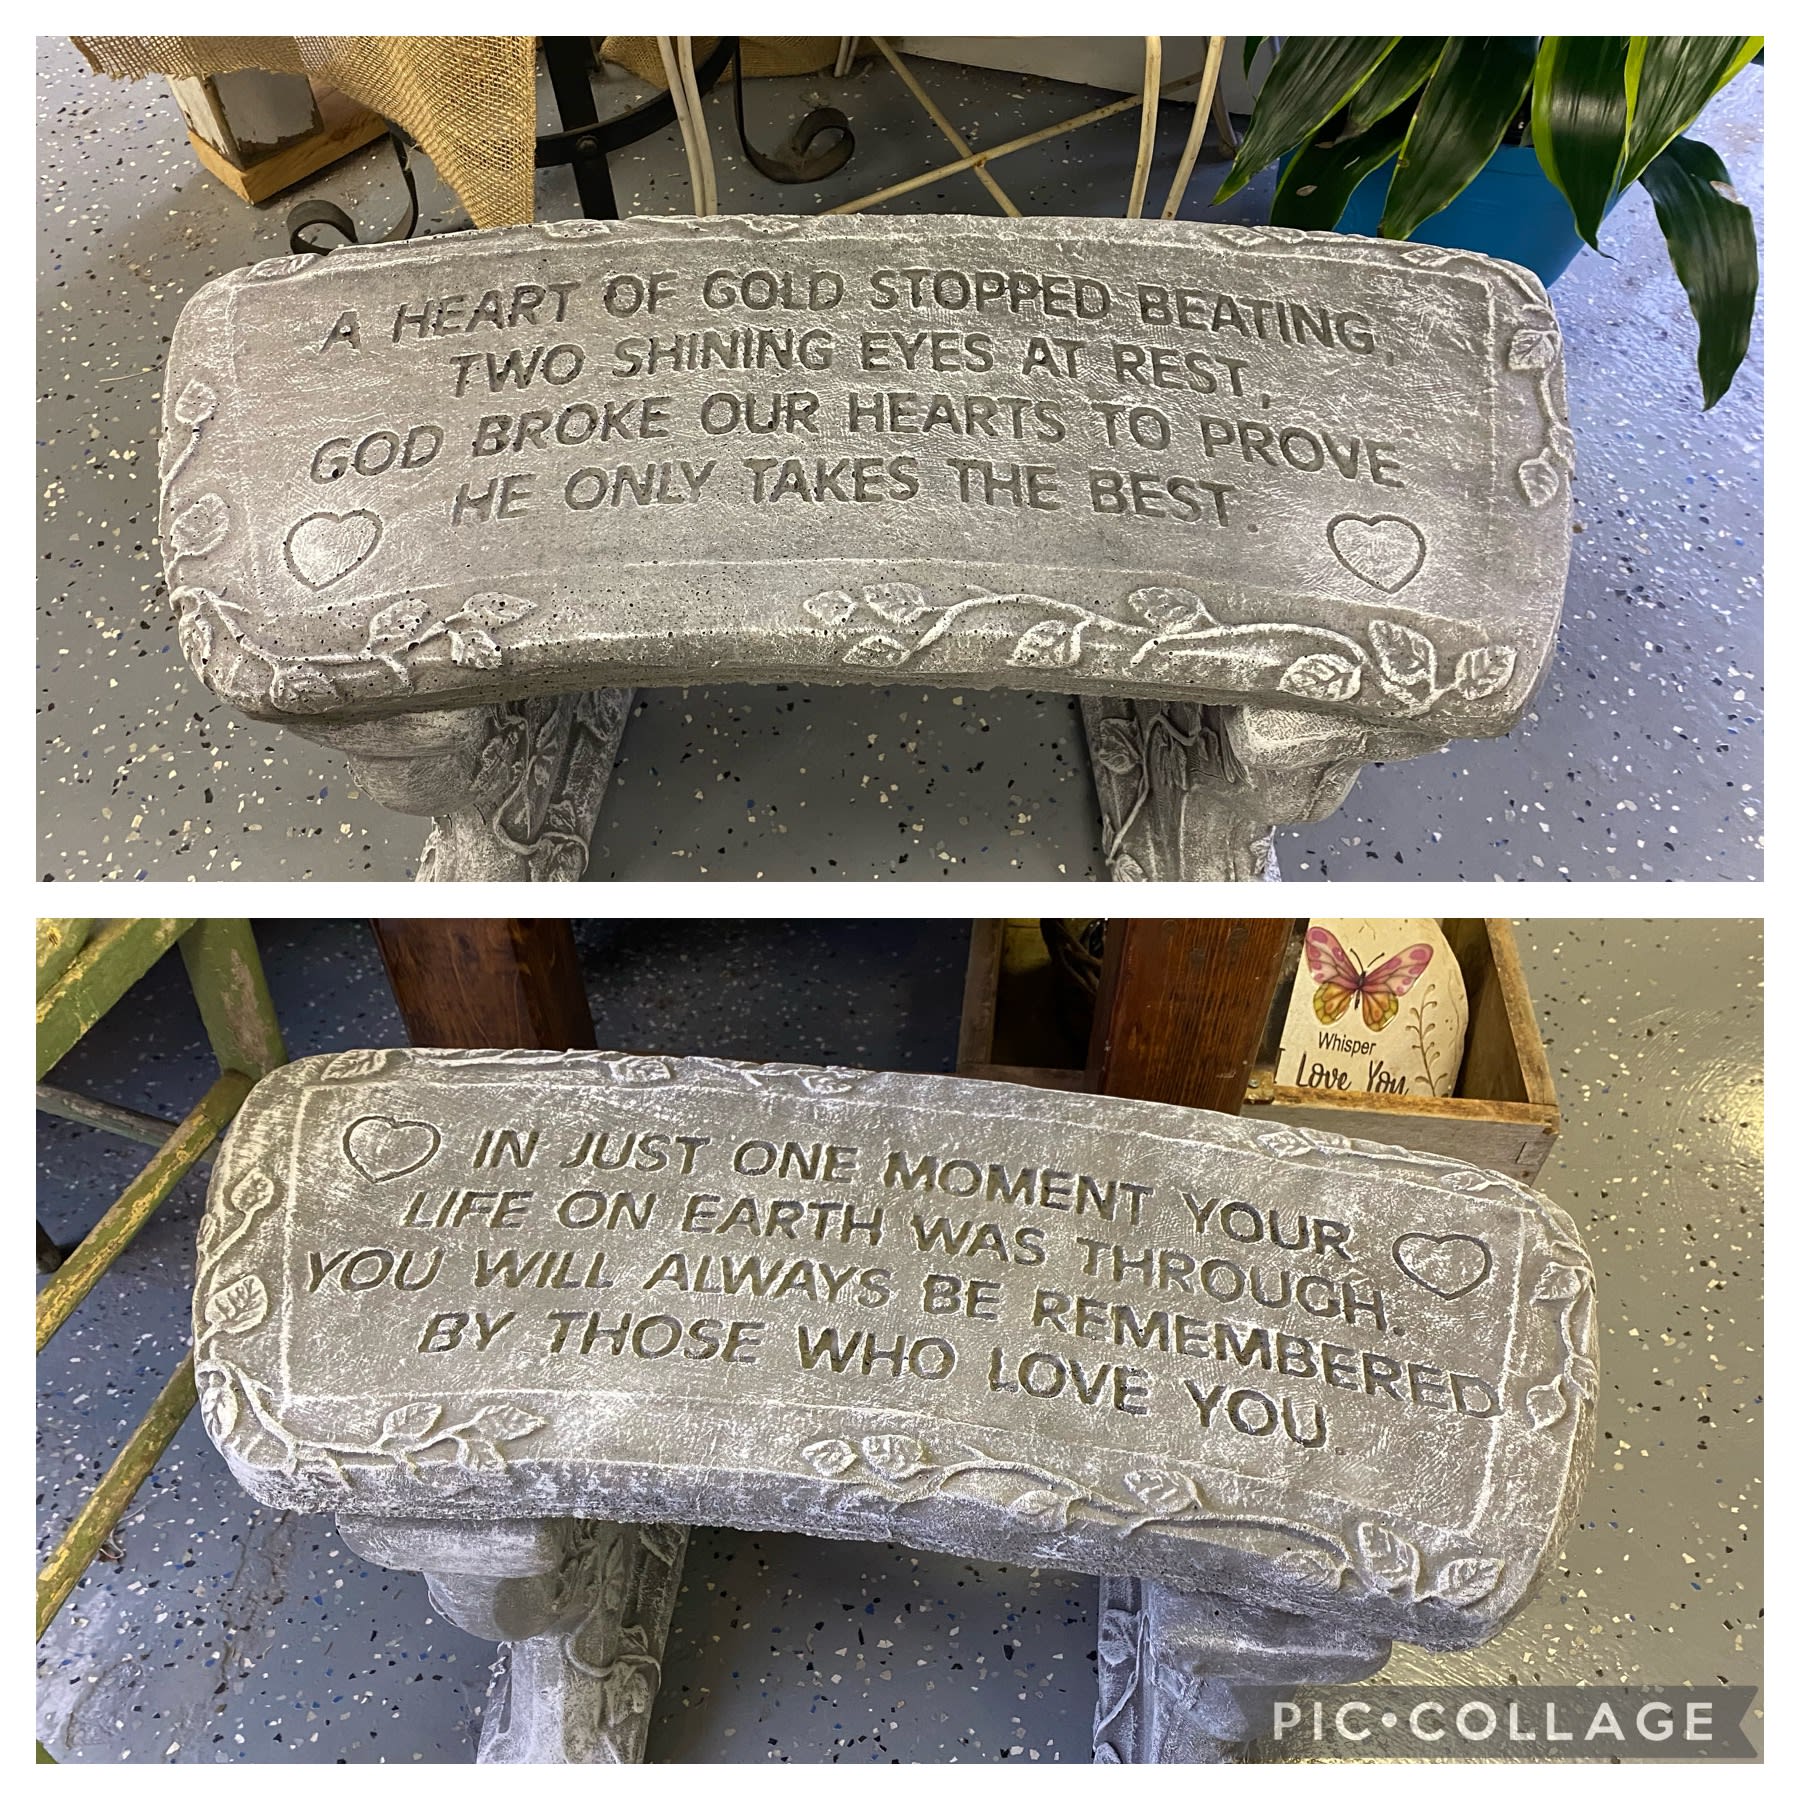 A HEART OF GOLD STOPPED BEATING,
TWO SHINING EYES AT REST,
GOD BROKE OUR HEARTS TO PROVE
HE ONLY TAKES THE BEST.
Whisper
I Love You
IN JUST ONE MOMENT YOUR
LIFE ON EARTH WAS THROUGH.
YOU WILL ALWAYS BE REMEMBERED
BY THOSE WHO LOVE YOU.
PIC•COLLAGE